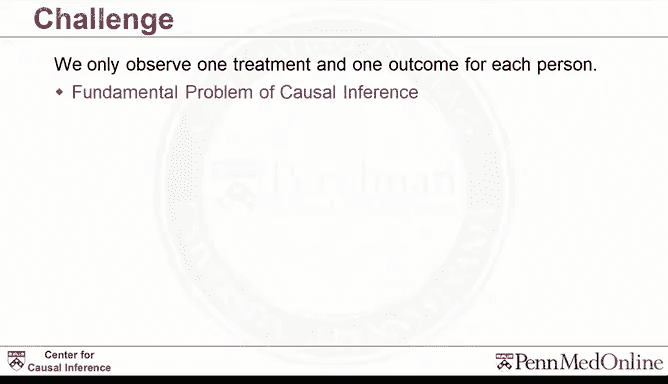 Challenge
We only observe one treatment and one outcome for each person.
Fundamental Problem of Causal Inference
Center for
Causal Inference
PennMedOnline